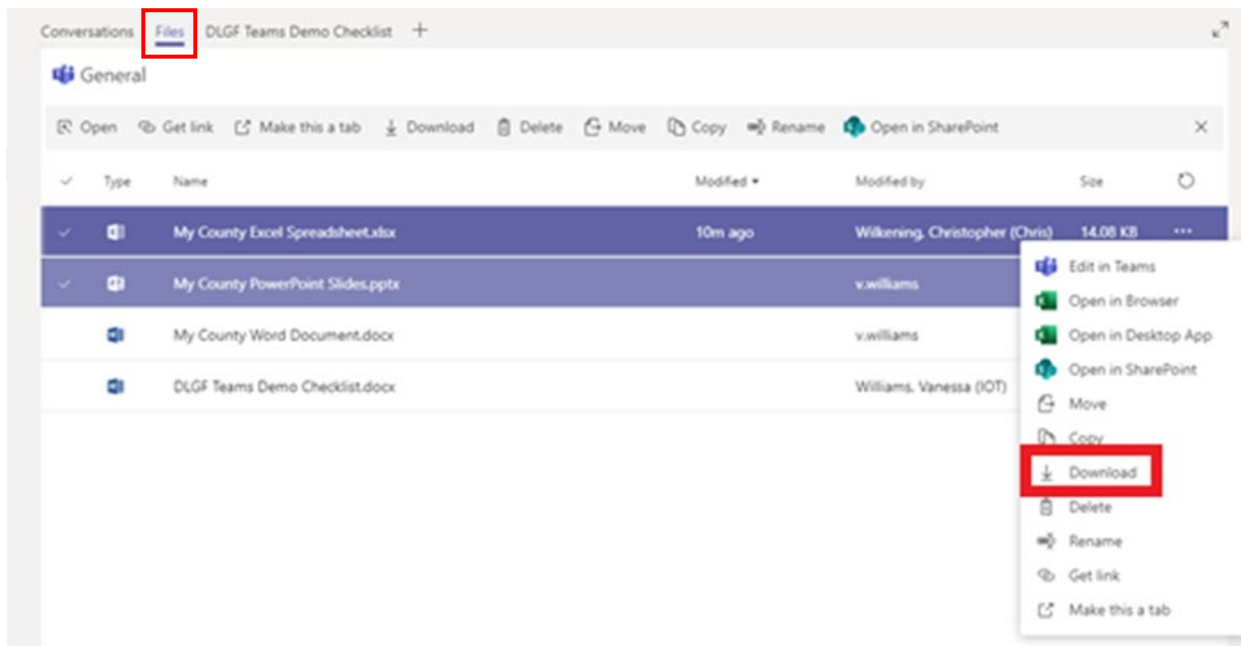 Conversations Files DLGF Teams Demo Checklist +
General
Open Get link Make this a tab Download Delete Move Copy Rename Open in SharePoint
Type Name Modified Modified by Size
My County Excel Spreadsheet.xlsx 10m ago Wilkening, Christopher (Chris) 14.08 KB ...
My County PowerPoint Slides.pptx v.williams
My County Word Document.docx v.williams
DLGF Teams Demo Checklist.docx Williams, Vanessa (IOT)
Edit in Teams
Open in Browser
Open in Desktop App
Open in SharePoint
Move
Copy
Download
Delete
Rename
Get link
Make this a tab